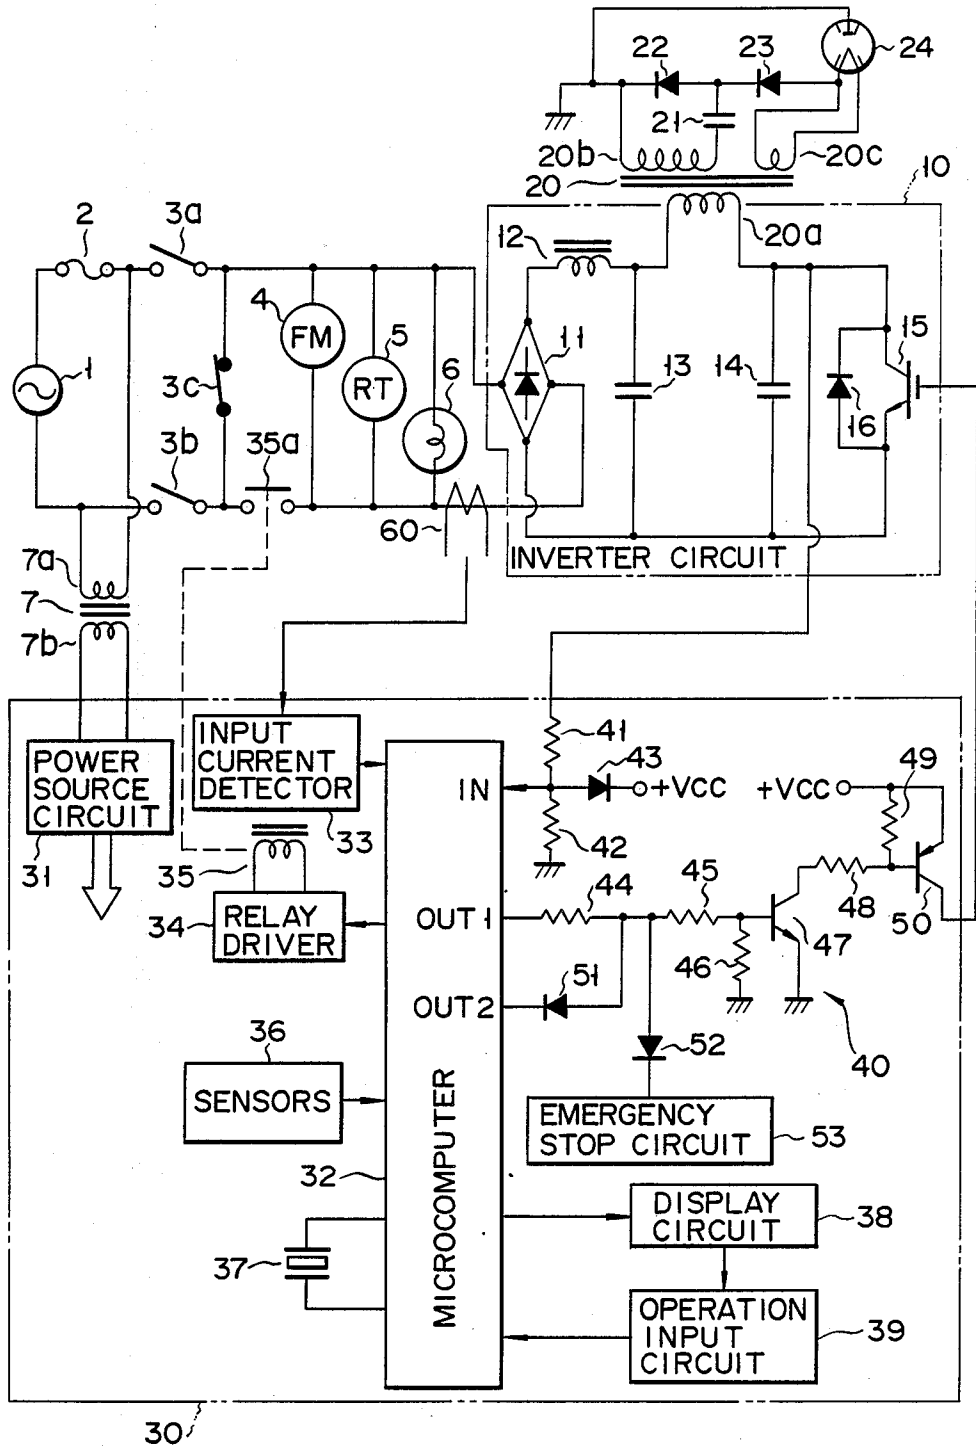 22
23
24
21
20b
20c
20
10
2
3a
12
20a
4
FM
5
11
15
1
3c
RT
6
13
14
16
3b
35a
60
INVERTER CIRCUIT
7a
7
7b
POWER
SOURCE
CIRCUIT
INPUT
CURRENT
DETECTOR
41
43
49
IN
+VCC
+VCC
31
33
42
35
44
45
48
50
34
RELAY
DRIVER
OUT1
47
46
51
OUT2
52
40
36
SENSORS
EMERGENCY
STOP CIRCUIT
53
32
MICROCOMPUTER
DISPLAY
CIRCUIT
38
37
OPERATION
INPUT
CIRCUIT
39
30